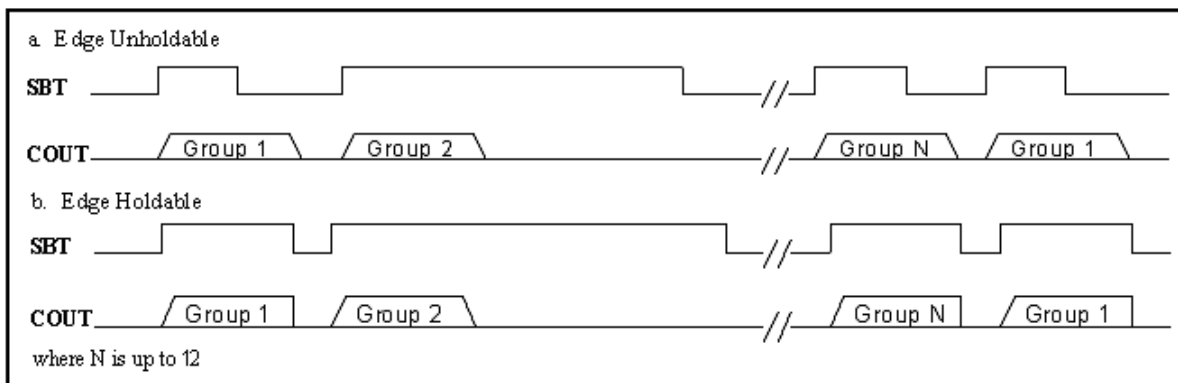 a. Edge Unholdable
SBT
COUT
Group 1
Group 2
Group N
Group 1
b. Edge Holdable
SBT
COUT
Group 1
Group 2
Group N
Group 1
where N is up to 12